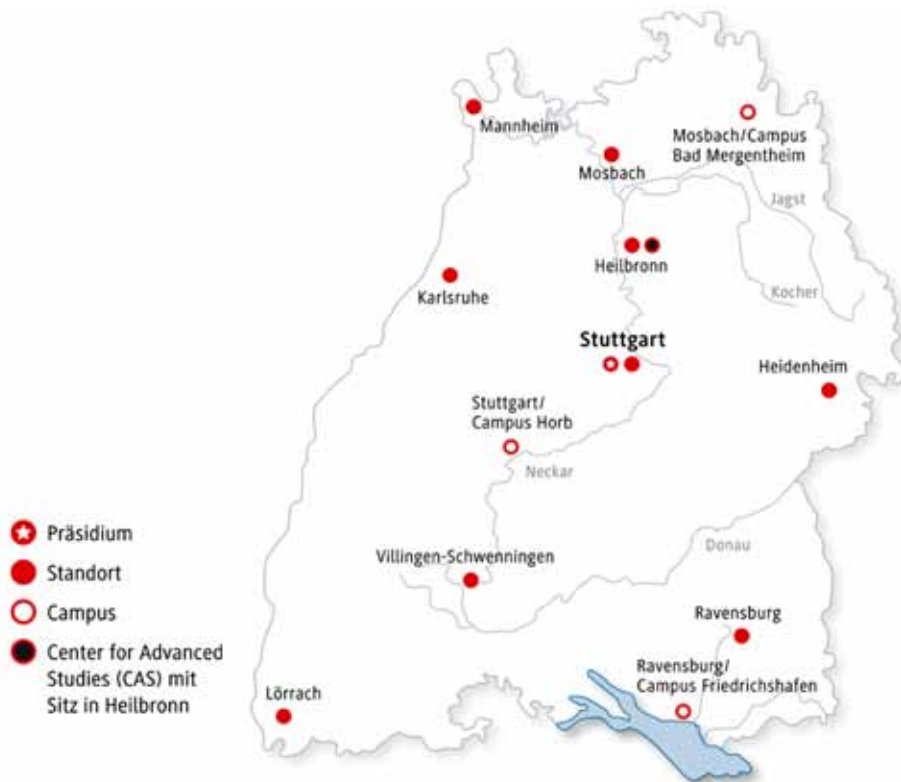 Mannheim
Mosbach/Campus
Bad Mergentheim
Mosbach
Jagst
Heilbronn
Karlsruhe
Kocher
Stuttgart
Heidenheim
Stuttgart/
Campus Horb
Neckar
Präsidium
Standort
Campus
Center for Advanced
Studies (CAS) mit
Sitz in Heilbronn
Villingen-Schwenningen
Donau
Ravensburg
Ravensburg/
Campus Friedrichshafen
Lörrach